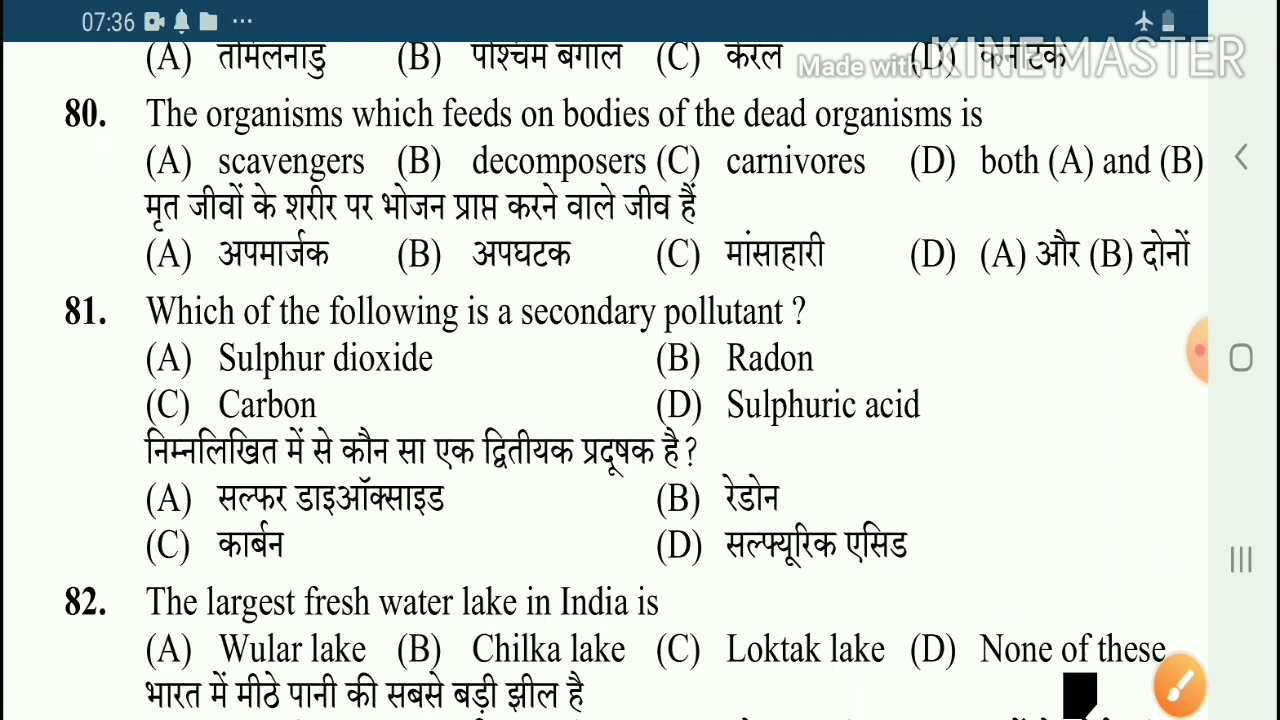 07:36
(A) तामिलनाडु (B) पश्चिम बंगाल (C) केरल (D) कर्नाटक
Made with KINEMASTER
80. The organisms which feeds on bodies of the dead organisms is
(A) scavengers (B) decomposers (C) carnivores (D) both (A) and (B)
मृत जीवों के शरीर पर भोजन प्राप्त करने वाले जीव हैं
(A) अपमार्जक (B) अपघटक (C) मांसाहारी (D) (A) और (B) दोनों
81. Which of the following is a secondary pollutant ?
(A) Sulphur dioxide (B) Radon
(C) Carbon (D) Sulphuric acid
निम्नलिखित में से कौन सा एक द्वितीयक प्रदूषक है?
(A) सल्फर डाइऑक्साइड (B) रेडोन
(C) कार्बन (D) सल्फ्यूरिक एसिड
82. The largest fresh water lake in India is
(A) Wular lake (B) Chilka lake (C) Loktak lake (D) None of these
भारत में मीठे पानी की सबसे बड़ी झील है